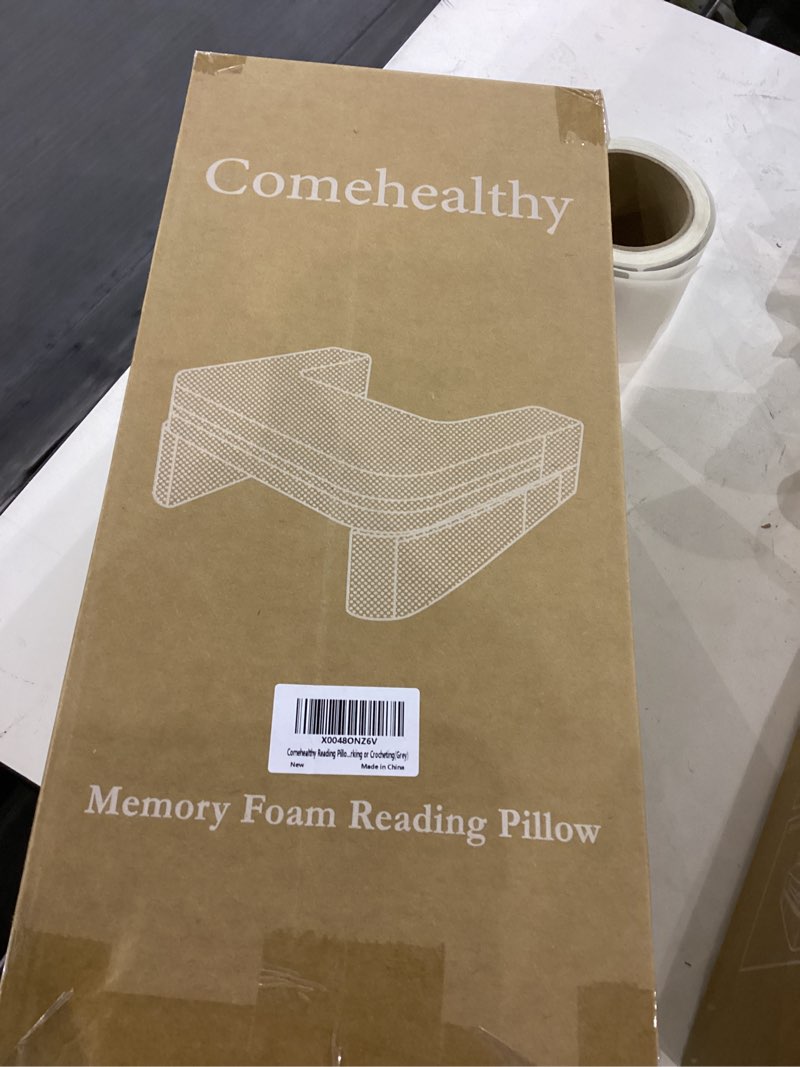 Comehealthy
X0048ONZ6V
Comehealthy Reading Pillo...rking or Crocheting(Grey)
New
Made in China
Memory Foam Reading Pillow